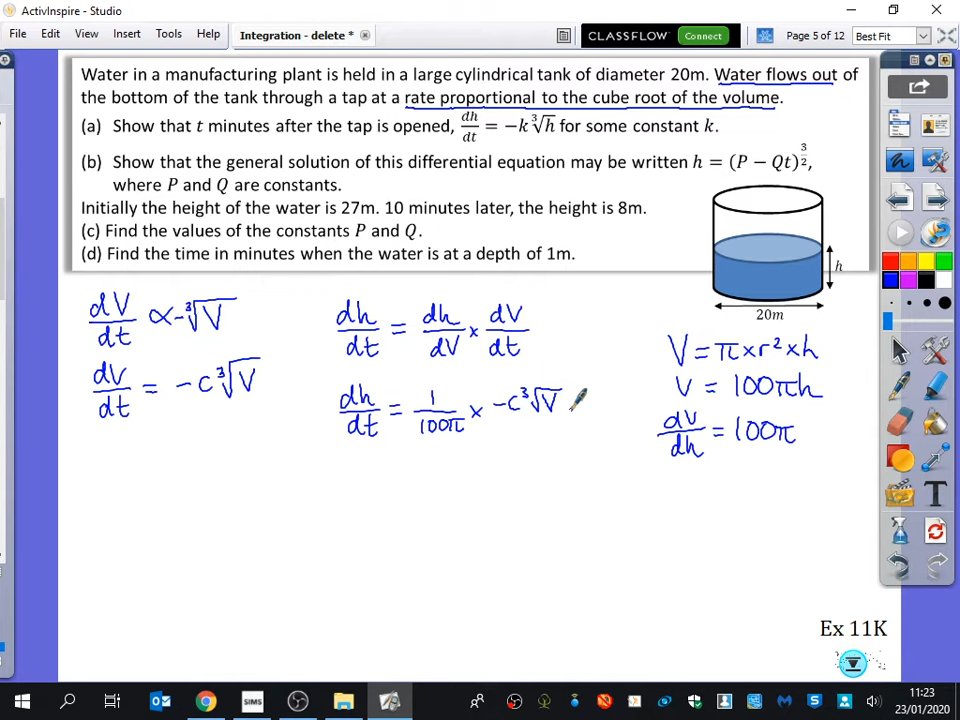 ActivInspire - Studio
File Edit View Insert Tools Help Integration - delete * CLASSFLOW Connect Page 5 of 12 Best Fit
Water in a manufacturing plant is held in a large cylindrical tank of diameter 20m. Water flows out of
the bottom of the tank through a tap at a rate proportional to the cube root of the volume.
(a) Show that t minutes after the tap is opened, dh/dt = −k∛h for some constant k.
(b) Show that the general solution of this differential equation may be written h = (P − Qt)^(3/2),
where P and Q are constants.
Initially the height of the water is 27m. 10 minutes later, the height is 8m.
(c) Find the values of the constants P and Q.
(d) Find the time in minutes when the water is at a depth of 1m.
h
20m
dV/dt ∝ -∛V
dV/dt = -c∛V
dh/dt = dh/dV × dV/dt
dh/dt = 1/100π × -c∛V
V = π×r²×h
V = 100πh
dV/dh = 100π
Ex 11K
SIMS
11:23
23/01/2020